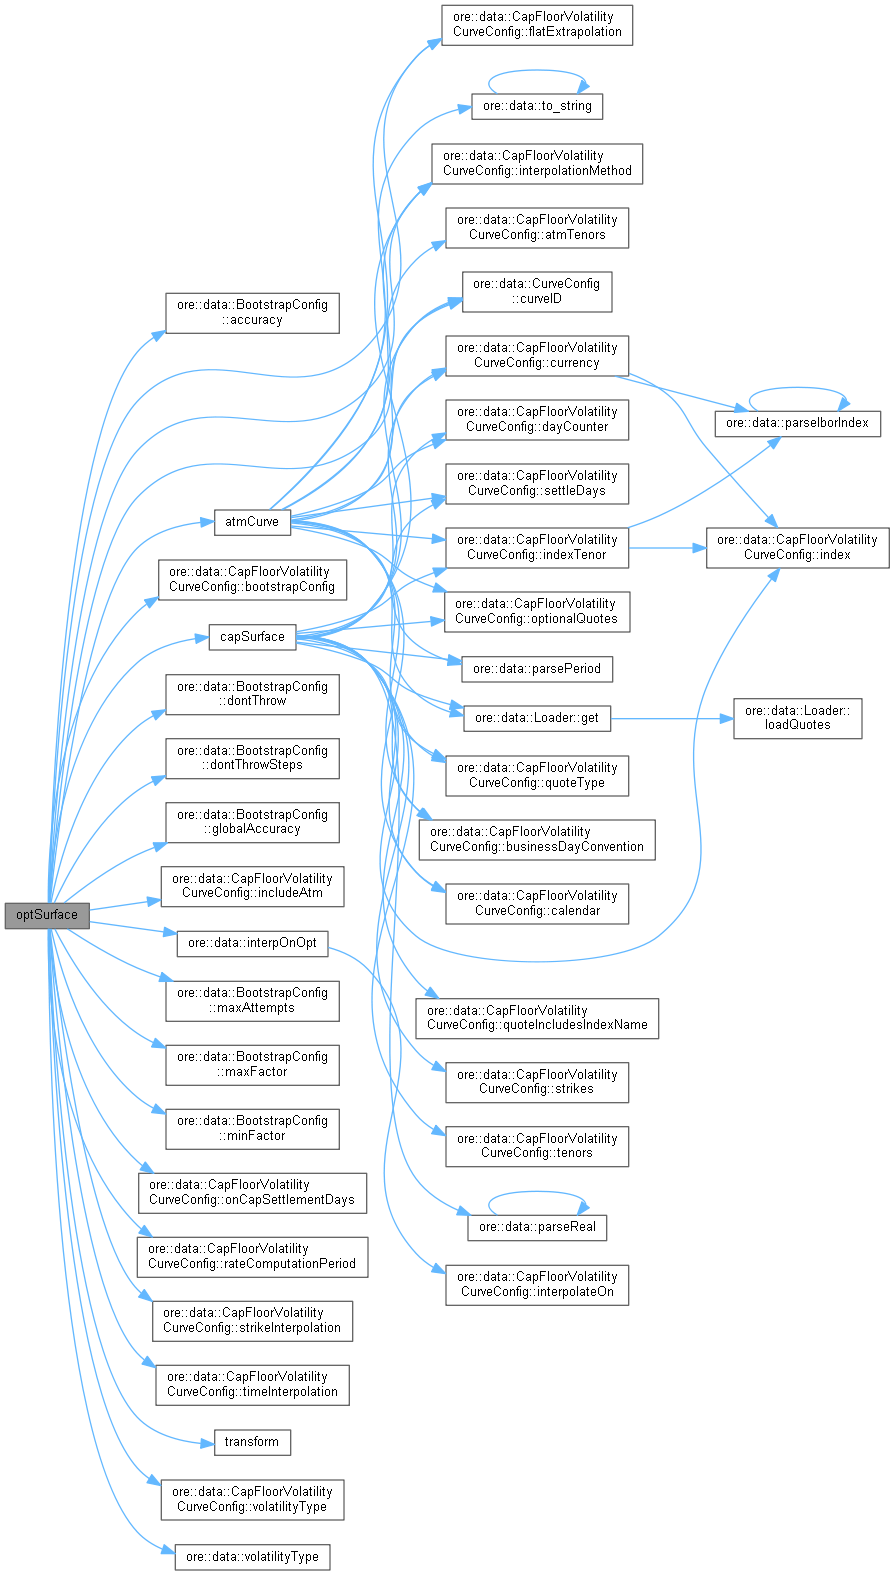 optSurface
ore::data::BootstrapConfig
::accuracy
atmCurve
ore::data::CapFloorVolatility
CurveConfig::bootstrapConfig
capSurface
ore::data::BootstrapConfig
::dontThrow
ore::data::BootstrapConfig
::dontThrowSteps
ore::data::BootstrapConfig
::globalAccuracy
ore::data::CapFloorVolatility
CurveConfig::includeAtm
ore::data::interpOnOpt
ore::data::BootstrapConfig
::maxAttempts
ore::data::BootstrapConfig
::maxFactor
ore::data::BootstrapConfig
::minFactor
ore::data::CapFloorVolatility
CurveConfig::onCapSettlementDays
ore::data::CapFloorVolatility
CurveConfig::rateComputationPeriod
ore::data::CapFloorVolatility
CurveConfig::strikeInterpolation
ore::data::CapFloorVolatility
CurveConfig::timeInterpolation
transform
ore::data::CapFloorVolatility
CurveConfig::volatilityType
ore::data::volatilityType
ore::data::CapFloorVolatility
CurveConfig::flatExtrapolation
ore::data::to_string
ore::data::CapFloorVolatility
CurveConfig::interpolationMethod
ore::data::CapFloorVolatility
CurveConfig::atmTenors
ore::data::CurveConfig
::curveID
ore::data::CapFloorVolatility
CurveConfig::currency
ore::data::CapFloorVolatility
CurveConfig::dayCounter
ore::data::CapFloorVolatility
CurveConfig::settleDays
ore::data::CapFloorVolatility
CurveConfig::indexTenor
ore::data::CapFloorVolatility
CurveConfig::optionalQuotes
ore::data::parsePeriod
ore::data::Loader::get
ore::data::CapFloorVolatility
CurveConfig::quoteType
ore::data::CapFloorVolatility
CurveConfig::businessDayConvention
ore::data::CapFloorVolatility
CurveConfig::calendar
ore::data::CapFloorVolatility
CurveConfig::quoteIncludesIndexName
ore::data::CapFloorVolatility
CurveConfig::strikes
ore::data::CapFloorVolatility
CurveConfig::tenors
ore::data::parseReal
ore::data::CapFloorVolatility
CurveConfig::interpolateOn
ore::data::parseIborIndex
ore::data::CapFloorVolatility
CurveConfig::index
ore::data::Loader::
loadQuotes